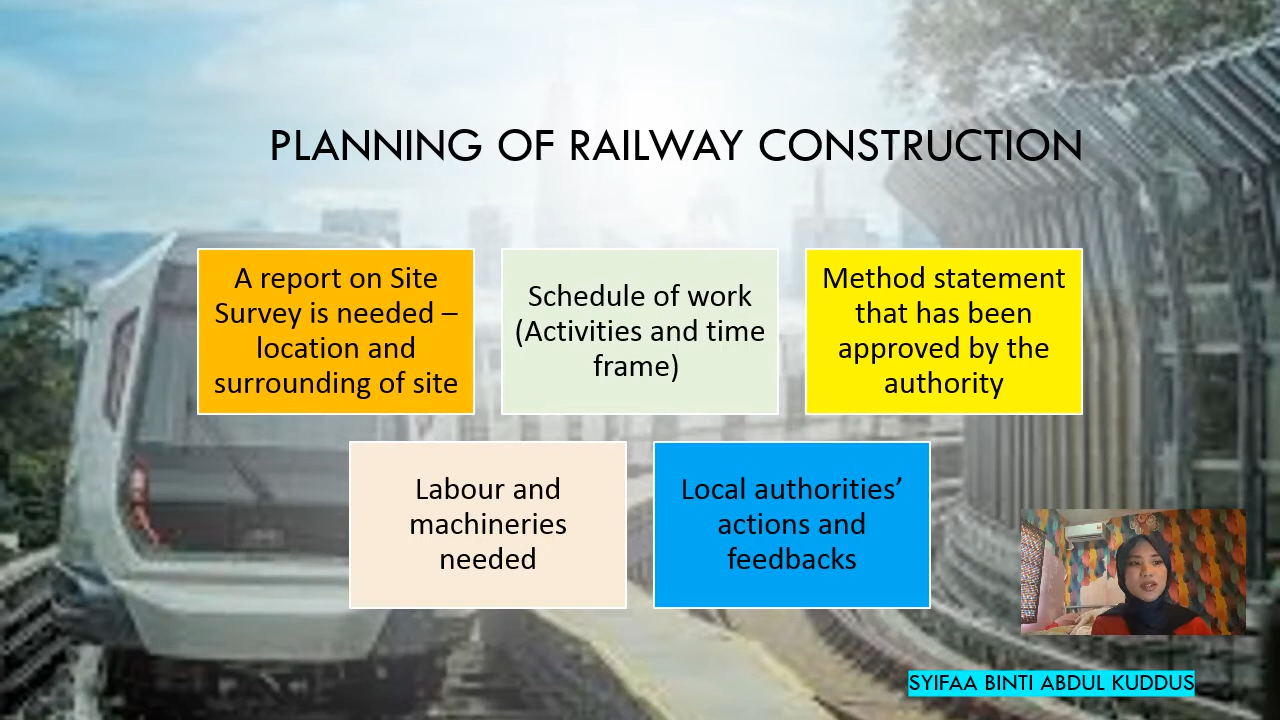 PLANNING OF RAILWAY CONSTRUCTION
A report on Site
Survey is needed –
location and
surrounding of site
Schedule of work
(Activities and time
frame)
Method statement
that has been
approved by the
authority
Labour and
machineries
needed
Local authorities’
actions and
feedbacks
SYIFAA BINTI ABDUL KUDDUS